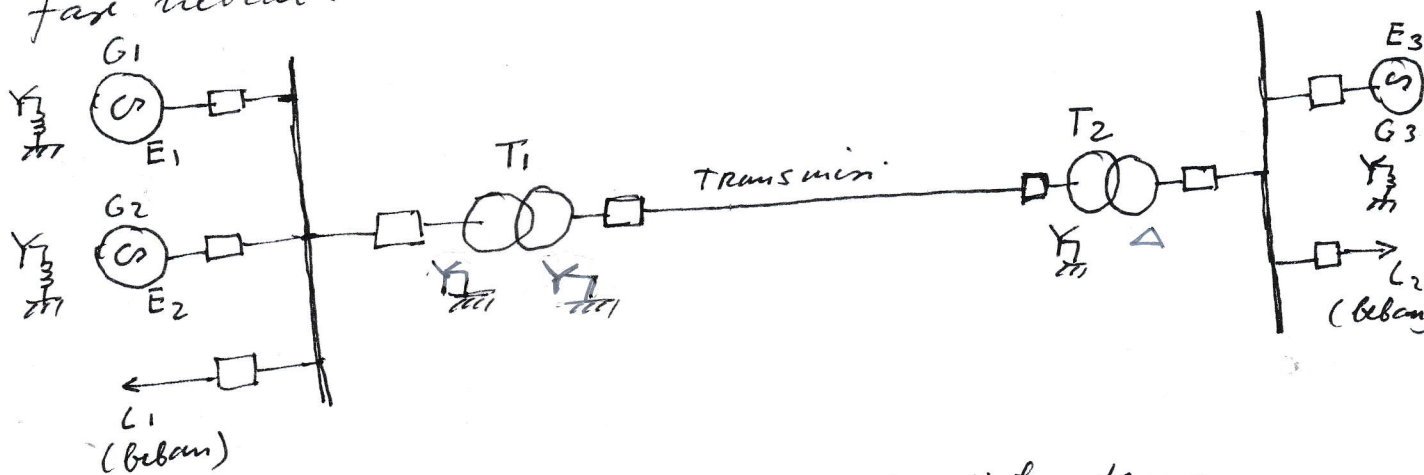 fase
G1
E1
G2
E2
L1
(beban)
T1
Transmisi
T2
E3
G3
L2
(beban